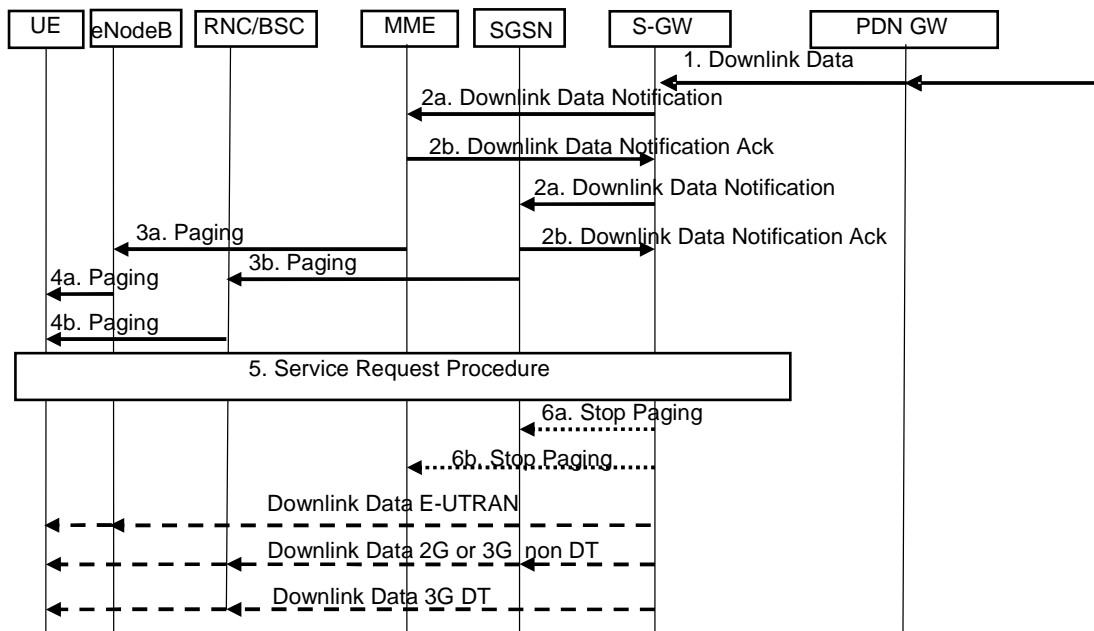 UE
eNodeB
RNC/BSC
MME
SGSN
S-GW
PDN GW
1. Downlink Data
2a. Downlink Data Notification
2b. Downlink Data Notification Ack
2a. Downlink Data Notification
3a. Paging
2b. Downlink Data Notification Ack
3b. Paging
4a. Paging
4b. Paging
5. Service Request Procedure
6a. Stop Paging
6b. Stop Paging
Downlink Data E-UTRAN
Downlink Data 2G or 3G non DT
Downlink Data 3G DT